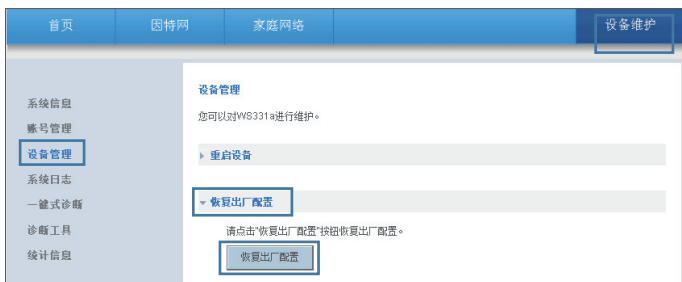 首页 因特网 家庭网络 设备维护
系统信息
账号管理
设备管理
系统日志
一键式诊断
诊断工具
统计信息
设备管理
您可以对WS331a进行维护。
重启设备
恢复出厂配置
请点击"恢复出厂配置"按钮恢复出厂配置。
恢复出厂配置